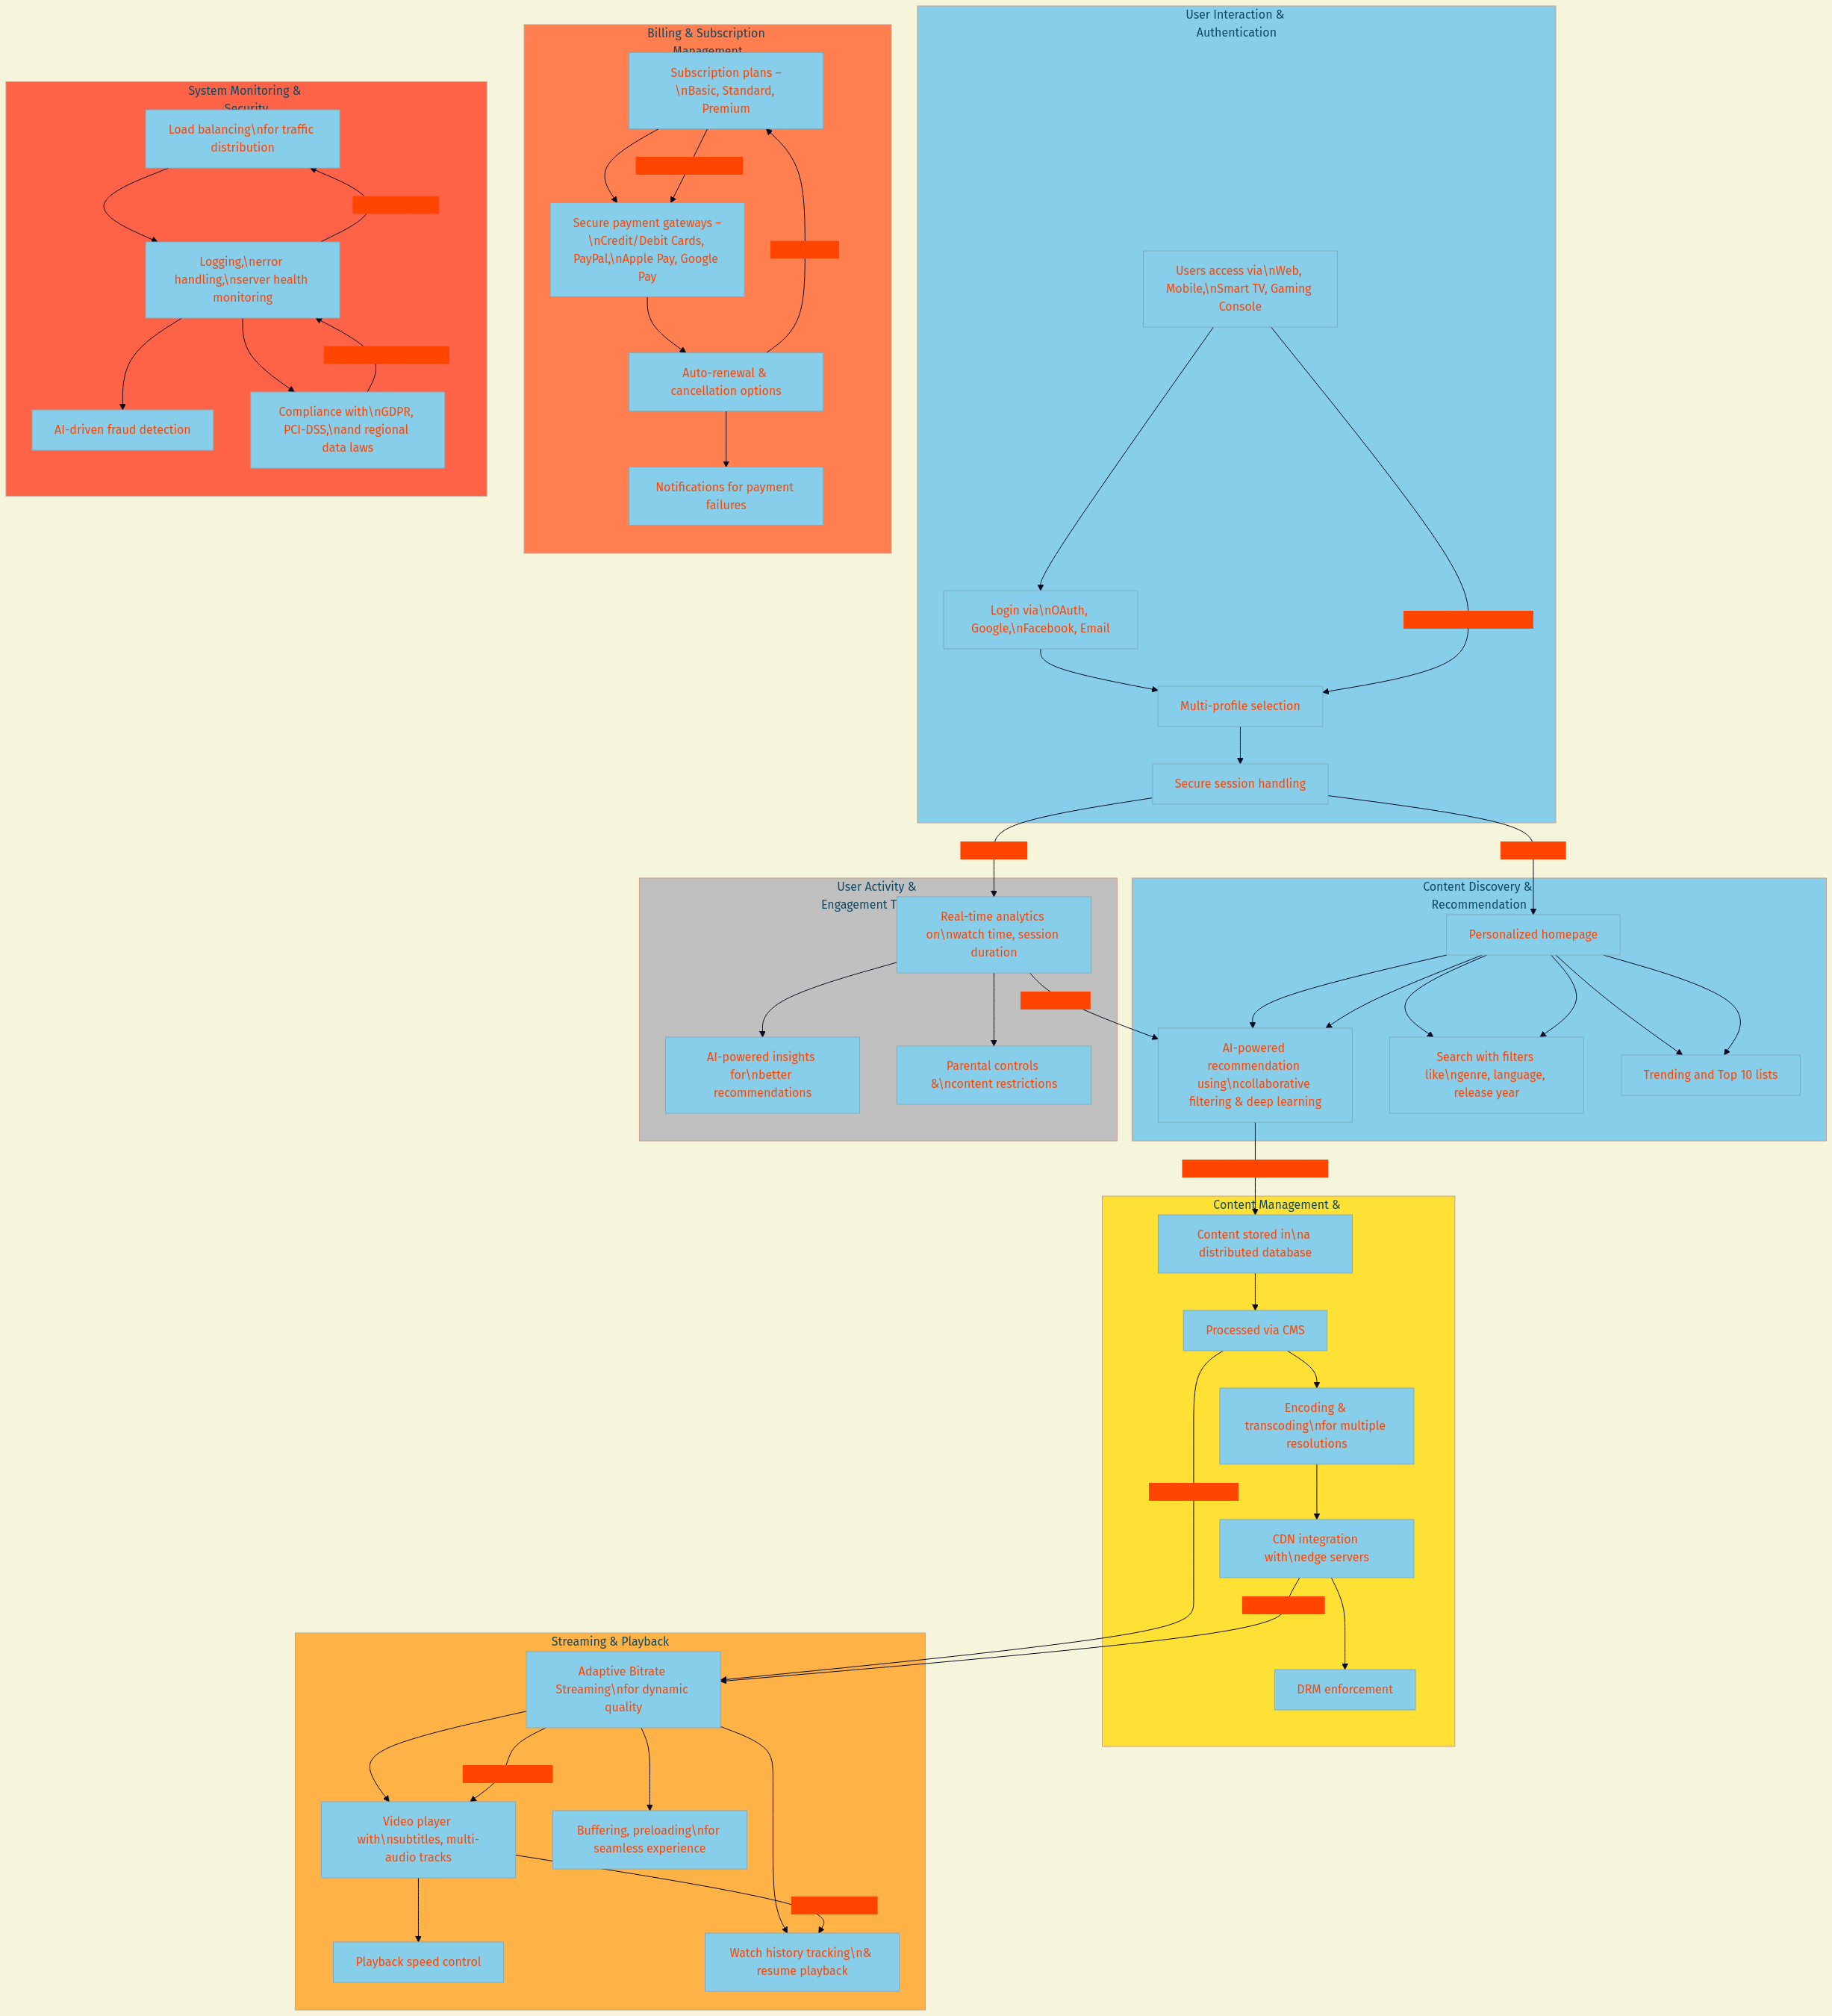 User Interaction &
Authentication
Billing & Subscription
Management
Subscription plans –
\nBasic, Standard,
Premium
System Monitoring &
Security
Load balancing\nfor traffic
distribution
Secure payment gateways –
\nCredit/Debit Cards,
PayPal,\nApple Pay, Google
Pay
Logging,\nerror
handling,\nserver health
monitoring
Users access via\nWeb,
Mobile,\nSmart TV, Gaming
Console
Auto-renewal &
cancellation options
AI-driven fraud detection
Compliance with\nGDPR,
PCI-DSS,\nand regional
data laws
Notifications for payment
failures
Login via\nOAuth,
Google,\nFacebook, Email
Multi-profile selection
Secure session handling
User Activity &
Engagement T
Real-time analytics
on\nwatch time, session
duration
Content Discovery &
Recommendation
Personalized homepage
AI-powered insights
for\nbetter
recommendations
Parental controls
&\ncontent restrictions
AI-powered
recommendation
using\ncollaborative
filtering & deep learning
Search with filters
like\ngenre, language,
release year
Trending and Top 10 lists
Content Management &
Content stored in\na
distributed database
Processed via CMS
Encoding &
transcoding\nfor multiple
resolutions
CDN integration
with\nedge servers
DRM enforcement
Streaming & Playback
Adaptive Bitrate
Streaming\nfor dynamic
quality
Video player
with\nsubtitles, multi-
audio tracks
Buffering, preloading\nfor
seamless experience
Playback speed control
Watch history tracking\n&
resume playback